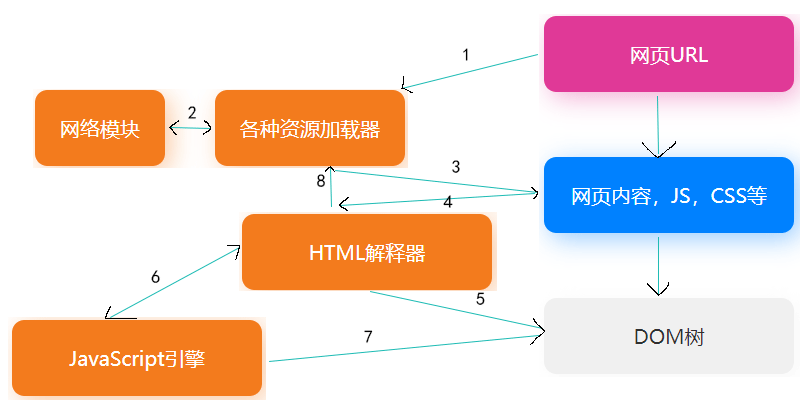 网页URL
1
网络模块
2
各种资源加载器
3
8
4
网页内容，JS，CSS等
HTML解释器
6
5
7
DOM树
JavaScript引擎